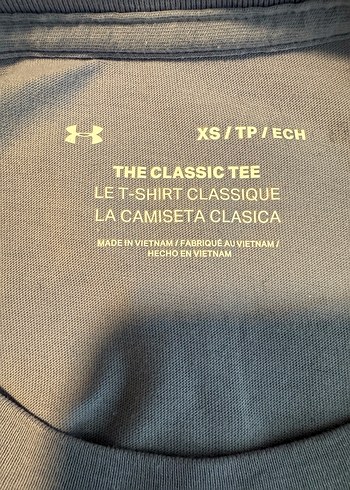 XS / TP / ECH
THE CLASSIC TEE
LE T-SHIRT CLASSIQUE
LA CAMISETA CLASICA
MADE IN VIETNAM / FABRIQUÉ AU VIETNAM /
HECHO EN VIETNAM